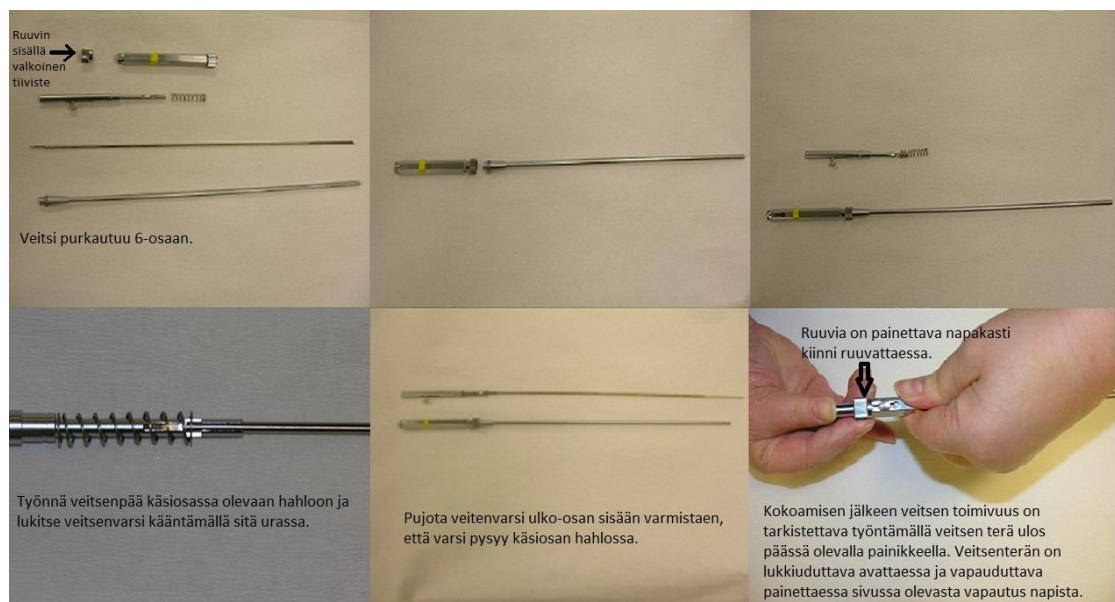 Ruuvin
sisällä
valkoinen
tiiviste
Veitsi purkautuu 6-osaan.
Työnnä veitsenpää käsiosassa olevaan hahloon ja
lukitse veitsenvarsi kääntämällä sitä urassa.
Pujota veitenvarsi ulko-osan sisään varmistaen,
että varsi pysyy käsiosan hahlossa.
Ruuvia on painettava napakasti
kiinni ruuvattaessa.
Kokoamisen jälkeen veitsen toimivuus on
tarkistettava työntämällä veitsen terä ulos
päässä olevalla painikkeella. Veitsenterän on
lukkiuduttava avattaessa ja vapauduttava
painettaessa sivussa olevasta vapautus napista.